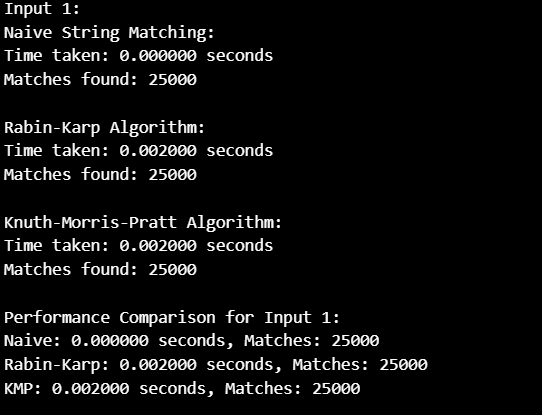 Input 1:
Naive String Matching:
Time taken: 0.000000 seconds
Matches found: 25000
Rabin-Karp Algorithm:
Time taken: 0.002000 seconds
Matches found: 25000
Knuth-Morris-Pratt Algorithm:
Time taken: 0.002000 seconds
Matches found: 25000
Performance Comparison for Input 1:
Naive: 0.000000 seconds, Matches: 25000
Rabin-Karp: 0.002000 seconds, Matches: 25000
KMP: 0.002000 seconds, Matches: 25000